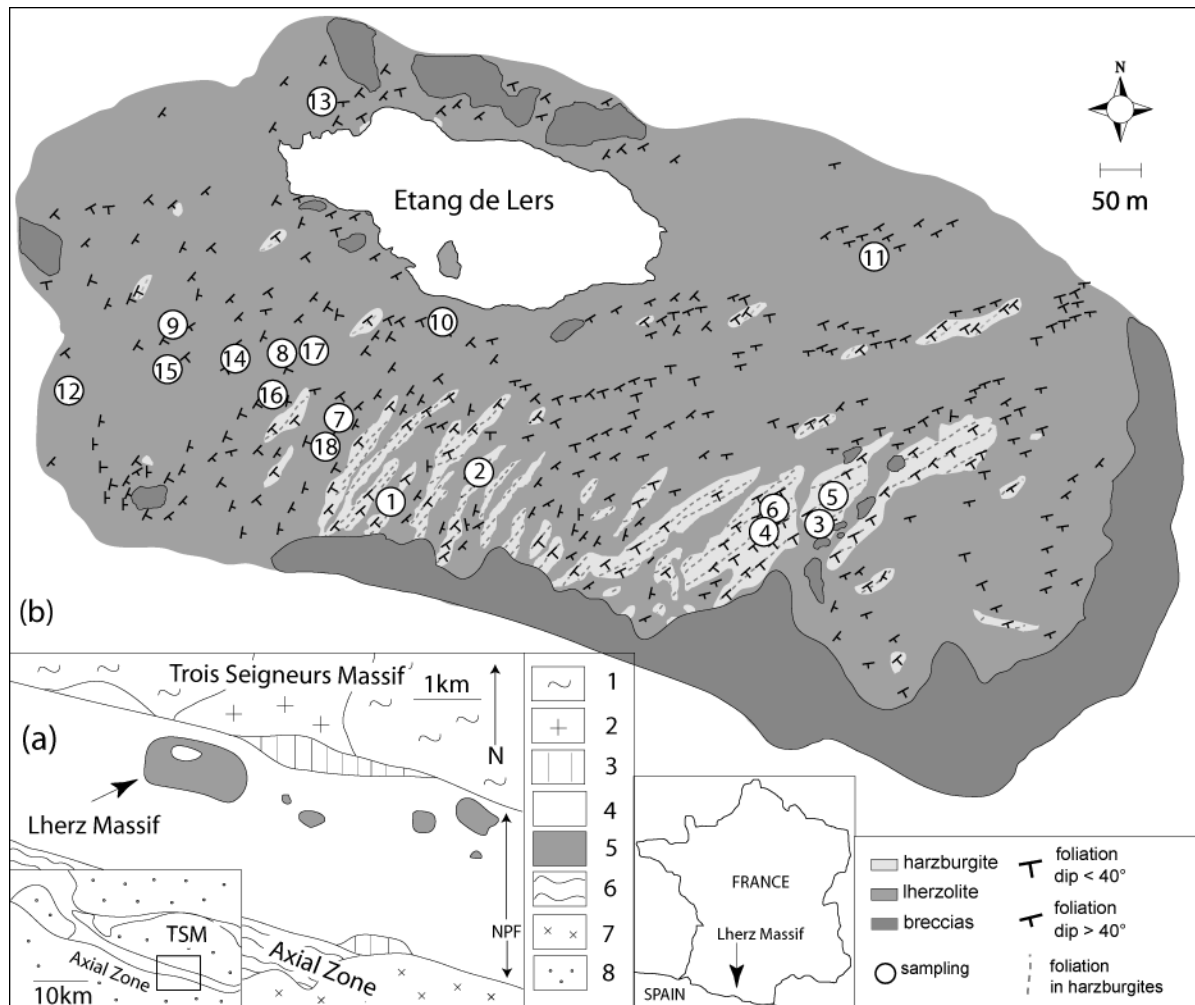 N
50 m
13
Etang de Lers
11
9
10
15
14
8
17
12
16
7
18
2
1
5
6
3
4
(b)
Trois Seigneurs Massif
1km
N
(a)
Lherz Massif
NPF
TSM
Axial Zone
Axial Zone
10km
1
2
3
4
5
6
7
8
FRANCE
Lherz Massif
SPAIN
harzburgite
lherzolite
breccias
sampling
foliation
dip < 40°
foliation
dip > 40°
foliation
in harzburgites